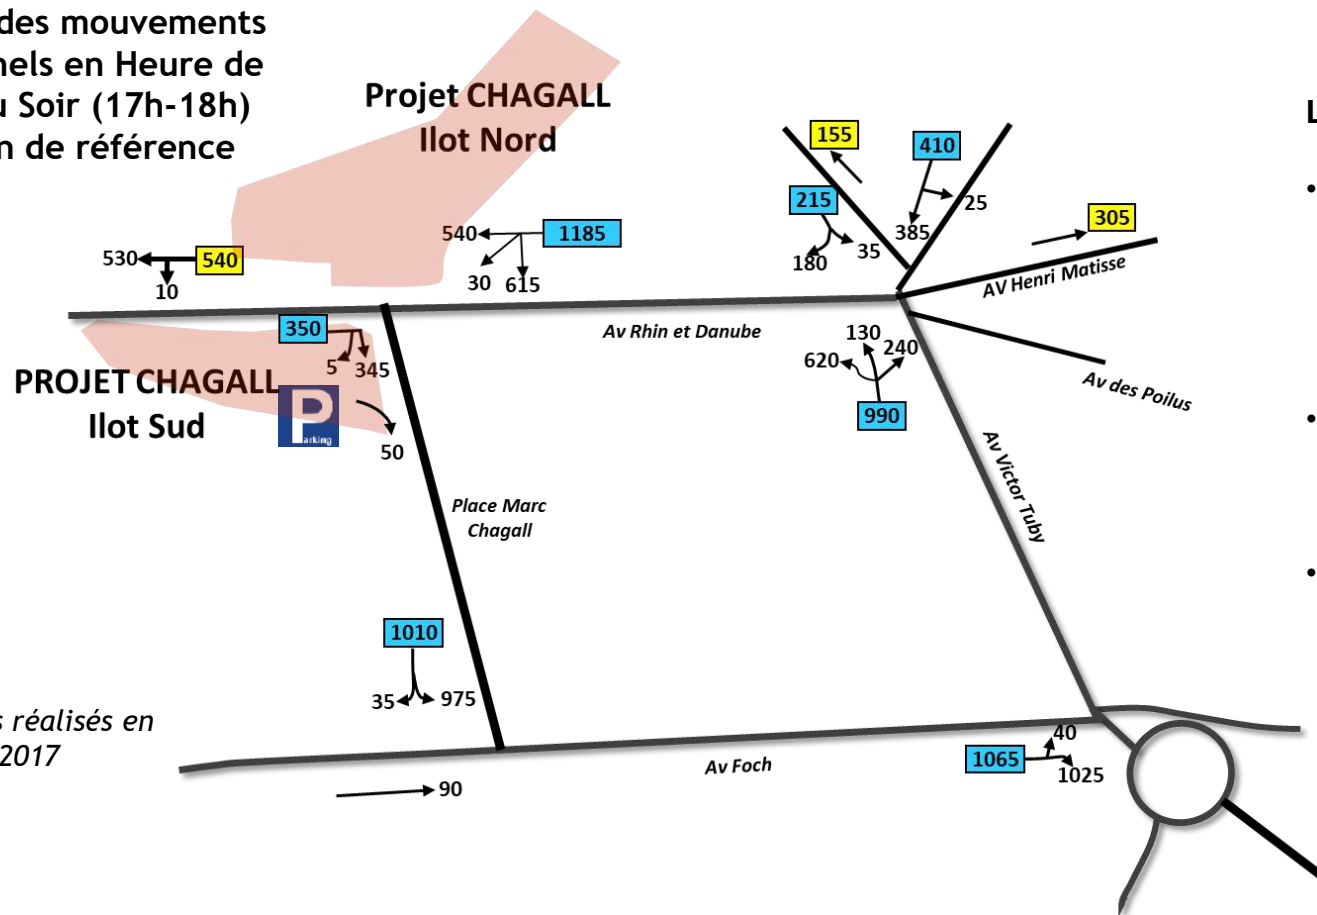 des mouvements
nels en Heure de
u Soir (17h-18h)
n de référence
Projet CHAGALL
Ilot Nord
L
155
410
215
25
385
35
180
305
AV Henri Matisse
540
1185
30
615
530
540
10
Av Rhin et Danube
350
5
345
PROJET CHAGALL
Ilot Sud
P
arking
50
130
240
620
990
Av des Poilus
Av Victor Tuby
Place Marc
Chagall
1010
35
975
s réalisés en
2017
Av Foch
90
40
1065
1025